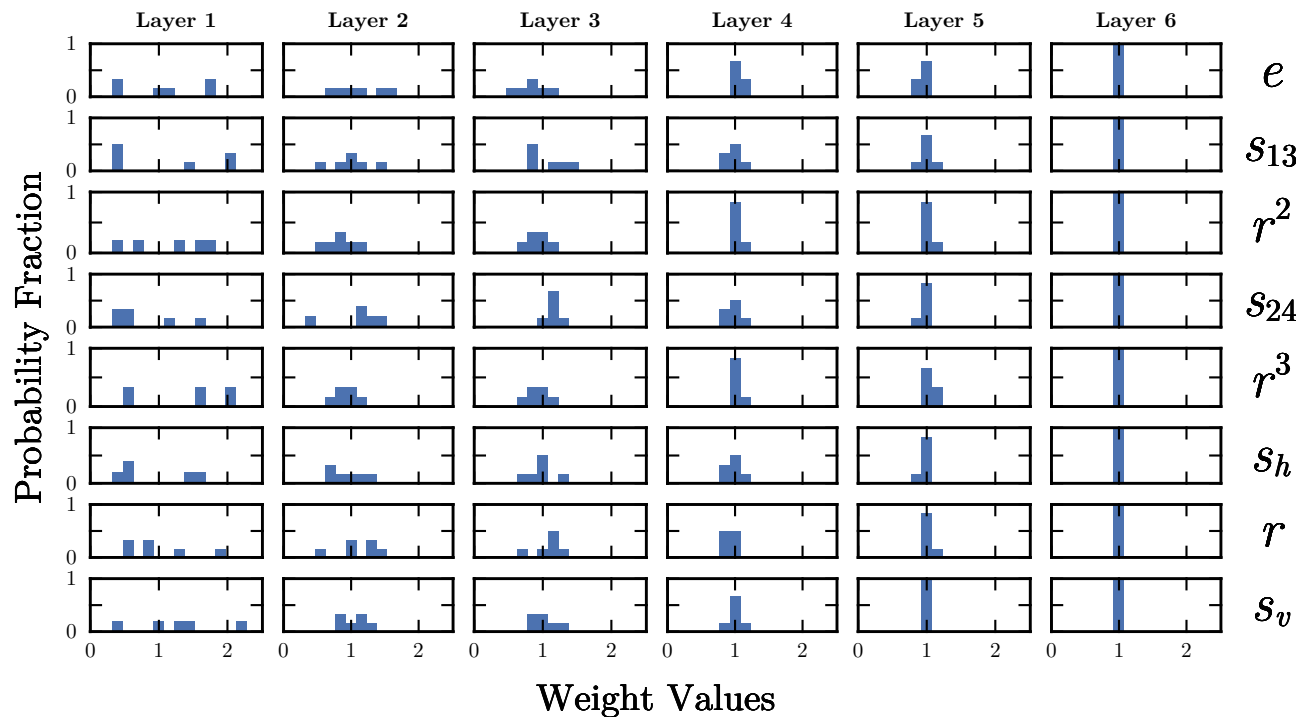 Layer 1 Layer 2 Layer 3 Layer 4 Layer 5 Layer 6
1
0
e
1
0
s₁₃
1
0
r²
1
0
s₂₄
1
0
r³
1
0
s_h
1
0
r
1
0
s_v
0 1 2 0 1 2 0 1 2 0 1 2 0 1 2 0 1 2
Probability Fraction
Weight Values